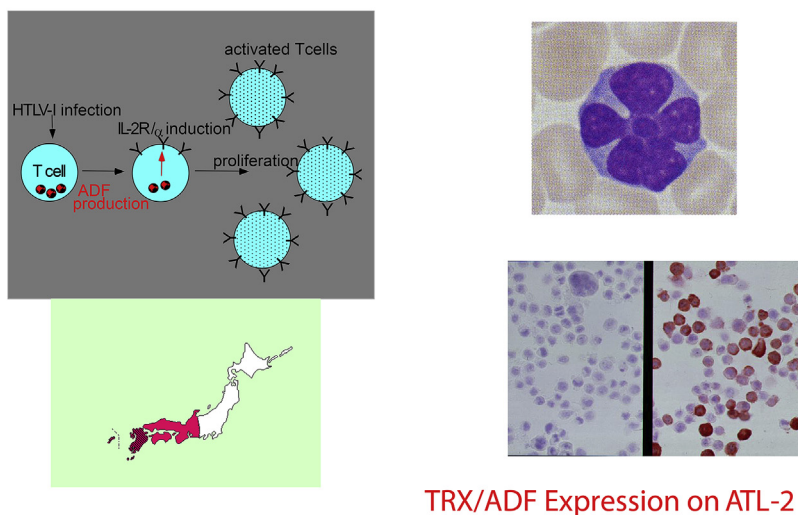 activated Tcells
HTLV-I infection
IL-2R/α induction
T cell
proliferation
ADF
production
TRX/ADF Expression on ATL-2